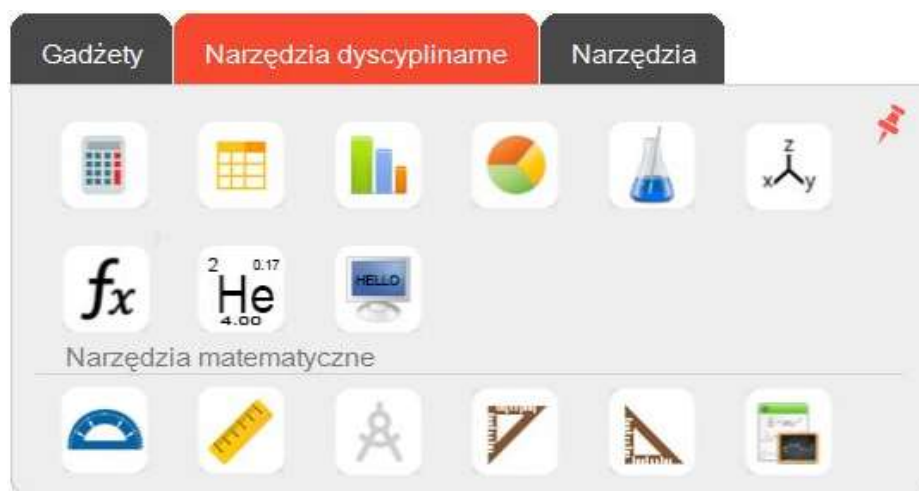 Gadżety Narzędzia dyscyplinarne Narzędzia
z
x y
fx
2 0.17
He
4.00
HELLO
Narzędzia matematyczne